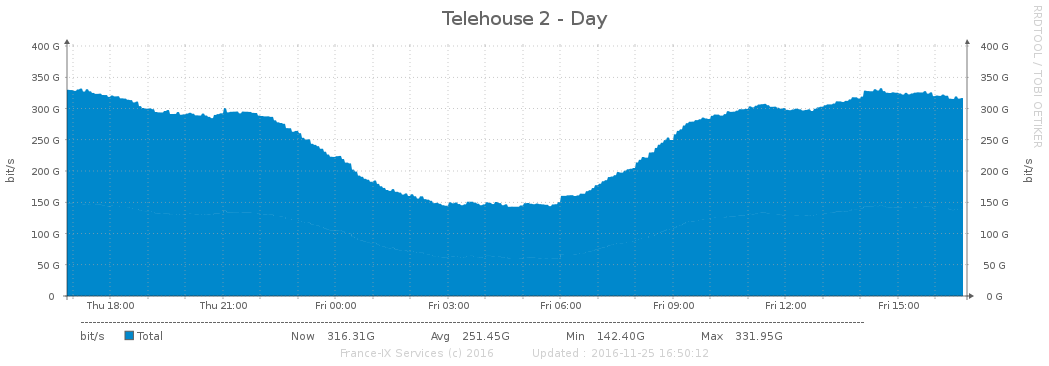 Telehouse 2 - Day
RRDTOOL / TOBI OETIKER
400 G 400 G
350 G 350 G
300 G 300 G
250 G 250 G
200 G 200 G
150 G 150 G
100 G 100 G
50 G 50 G
0 0 G
bit/s bit/s
Thu 18:00 Thu 21:00 Fri 00:00 Fri 03:00 Fri 06:00 Fri 09:00 Fri 12:00 Fri 15:00
bit/s Total Now 316.31G Avg 251.45G Min 142.40G Max 331.95G
France-IX Services (c) 2016 Updated : 2016-11-25 16:50:12